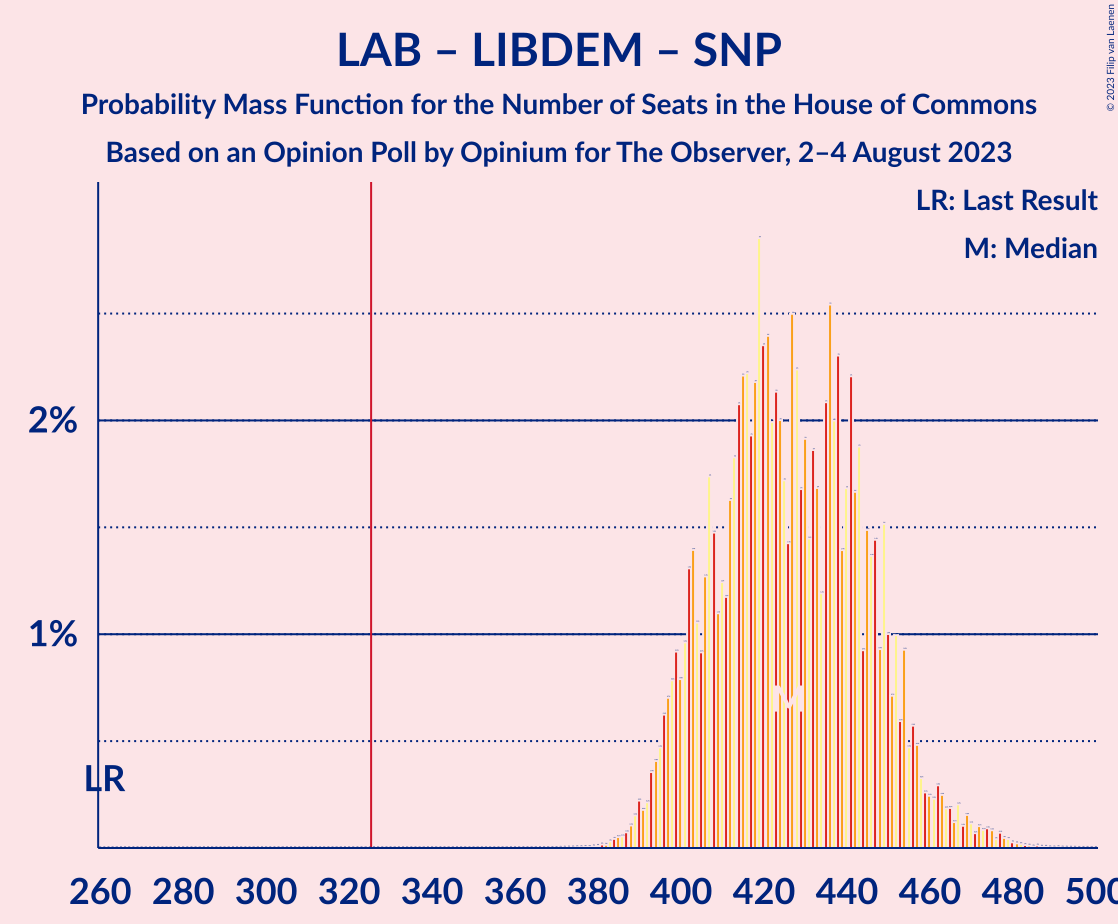 LAB – LIBDEM – SNP
Probability Mass Function for the Number of Seats in the House of Commons
Based on an Opinion Poll by Opinium for The Observer, 2–4 August 2023
© 2023 Filip van Laenen
LR: Last Result
M: Median
2%
1%
M
LR
260 280 300 320 340 360 380 400 420 440 460 480 500